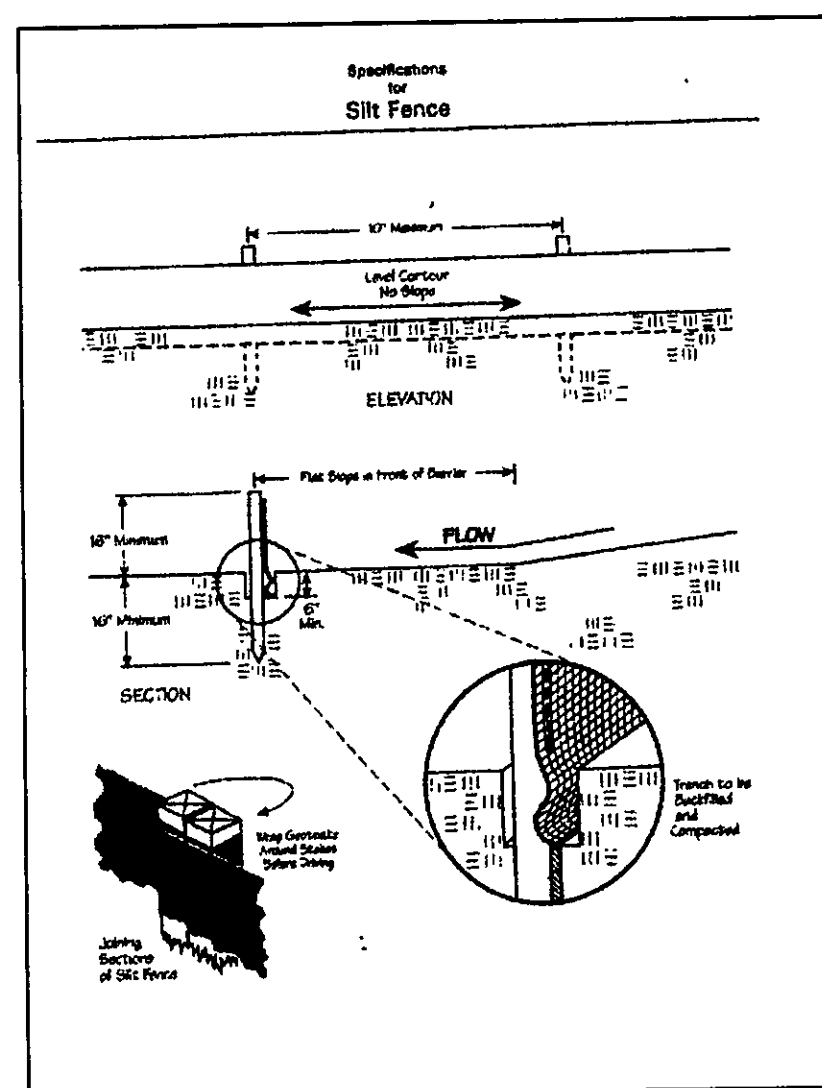 Specifications
for
Silt Fence
10' Maximum
Level Contour
No Slope
ELEVATION
Flat Slope in Front of Barrier
16" Minimum
FLOW
16" Minimum
6"
Min.
SECTION
Trench to be
Backfilled
and
Compacted
Wrap Geotextile
Around Stakes
Before Driving
Joining
Sections
of Silt Fence